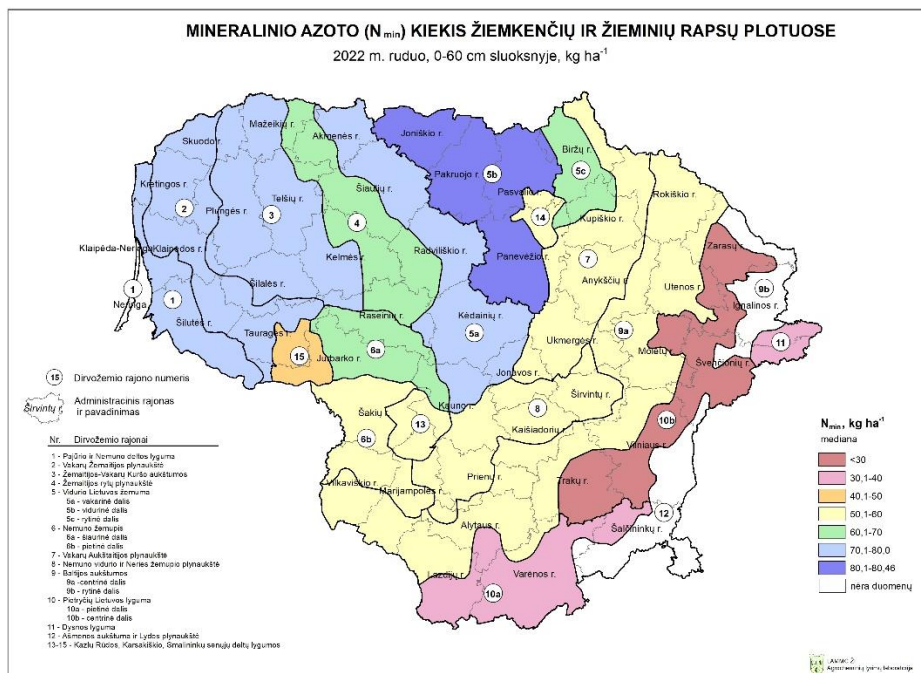 MINERALINIO AZOTO (N min) KIEKIS ŽIEMKENČIŲ IR ŽIEMINIŲ RAPSŲ PLOTUOSE
2022 m. ruduo, 0-60 cm sluoksnyje, kg ha-1
Mažeikių r.
Akmenės r.
Joniškio r.
Skuodo r.
Biržų r.
5b
5c
Pakruojo r.
Pasvalio r.
Rokiškio r.
Kretingos r.
Šiaulių r.
Telšių r.
2
Plungės r.
3
4
14
Kupiškio r.
Klaipėda-Neringa
Klaipėdos r.
Kelmės r.
Radviliškio r.
Panevėžio r.
7
Zarasų r.
Anykščių r.
Utenos r.
9b
Ignalinos r.
1
Neringa
1
Šilalės r.
Šilutės r.
Raseinių r.
Kėdainių r.
5a
Tauragės r.
15
Jurbarko r.
6a
Ukmergės r.
9a
Molėtų r.
11
Švenčionių r.
Jonavos r.
Kauno r.
Širvintų r.
8
Šakių r.
13
Kaišiadorių r.
6b
10b
Vilniaus r.
Vilkaviškio r.
Marijampolės r.
Prienų r.
Trakų r.
12
Šalčininkų r.
Alytaus r.
Lazdijų r.
Varėnos r.
10a
15 Dirvožemio rajono numeris
Širvintų r. Administracinis rajonas
ir pavadinimas
Nr. Dirvožemio rajonai
1 - Pajūrio ir Nemuno deltos lyguma
2 - Vakarų Žemaitijos plynaukštė
3 - Žemaitijos-Vakarų Kuršo aukštumos
4 - Žemaitijos rytų plynaukštė
5 - Vidurio Lietuvos žemuma
5a - vakarinė dalis
5b - vidurinė dalis
5c - rytinė dalis
6 - Nemuno žemupis
6a - šiaurinė dalis
6b - pietinė dalis
7 - Vakarų Aukštaitijos plynaukštė
8 - Nemuno vidurio ir Neries žemupio plynaukštė
9 - Baltijos aukštumos
9a - centrinė dalis
9b - rytinė dalis
10 - Pietryčių Lietuvos lyguma
10a - pietinė dalis
10b - centrinė dalis
11 - Dysnos lyguma
12 - Ašmenos aukštuma ir Lydos plynaukštė
13-15 - Kazlų Rūdos, Karsakiškio, Smalininkų senųjų deltų lygumos
Nmin, kg ha-1
mediana
<30
30,1-40
40,1-50
50,1-60
60,1-70
70,1-80,0
80,1-80,46
nėra duomenų
Agrocheminių tyrimų laboratorija